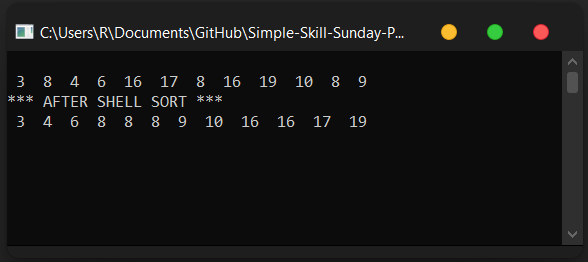 C:\Users\R\Documents\GitHub\Simple-Skill-Sunday-P...
3 8 4 6 16 17 8 16 19 10 8 9
*** AFTER SHELL SORT ***
3 4 6 8 8 8 9 10 16 16 17 19